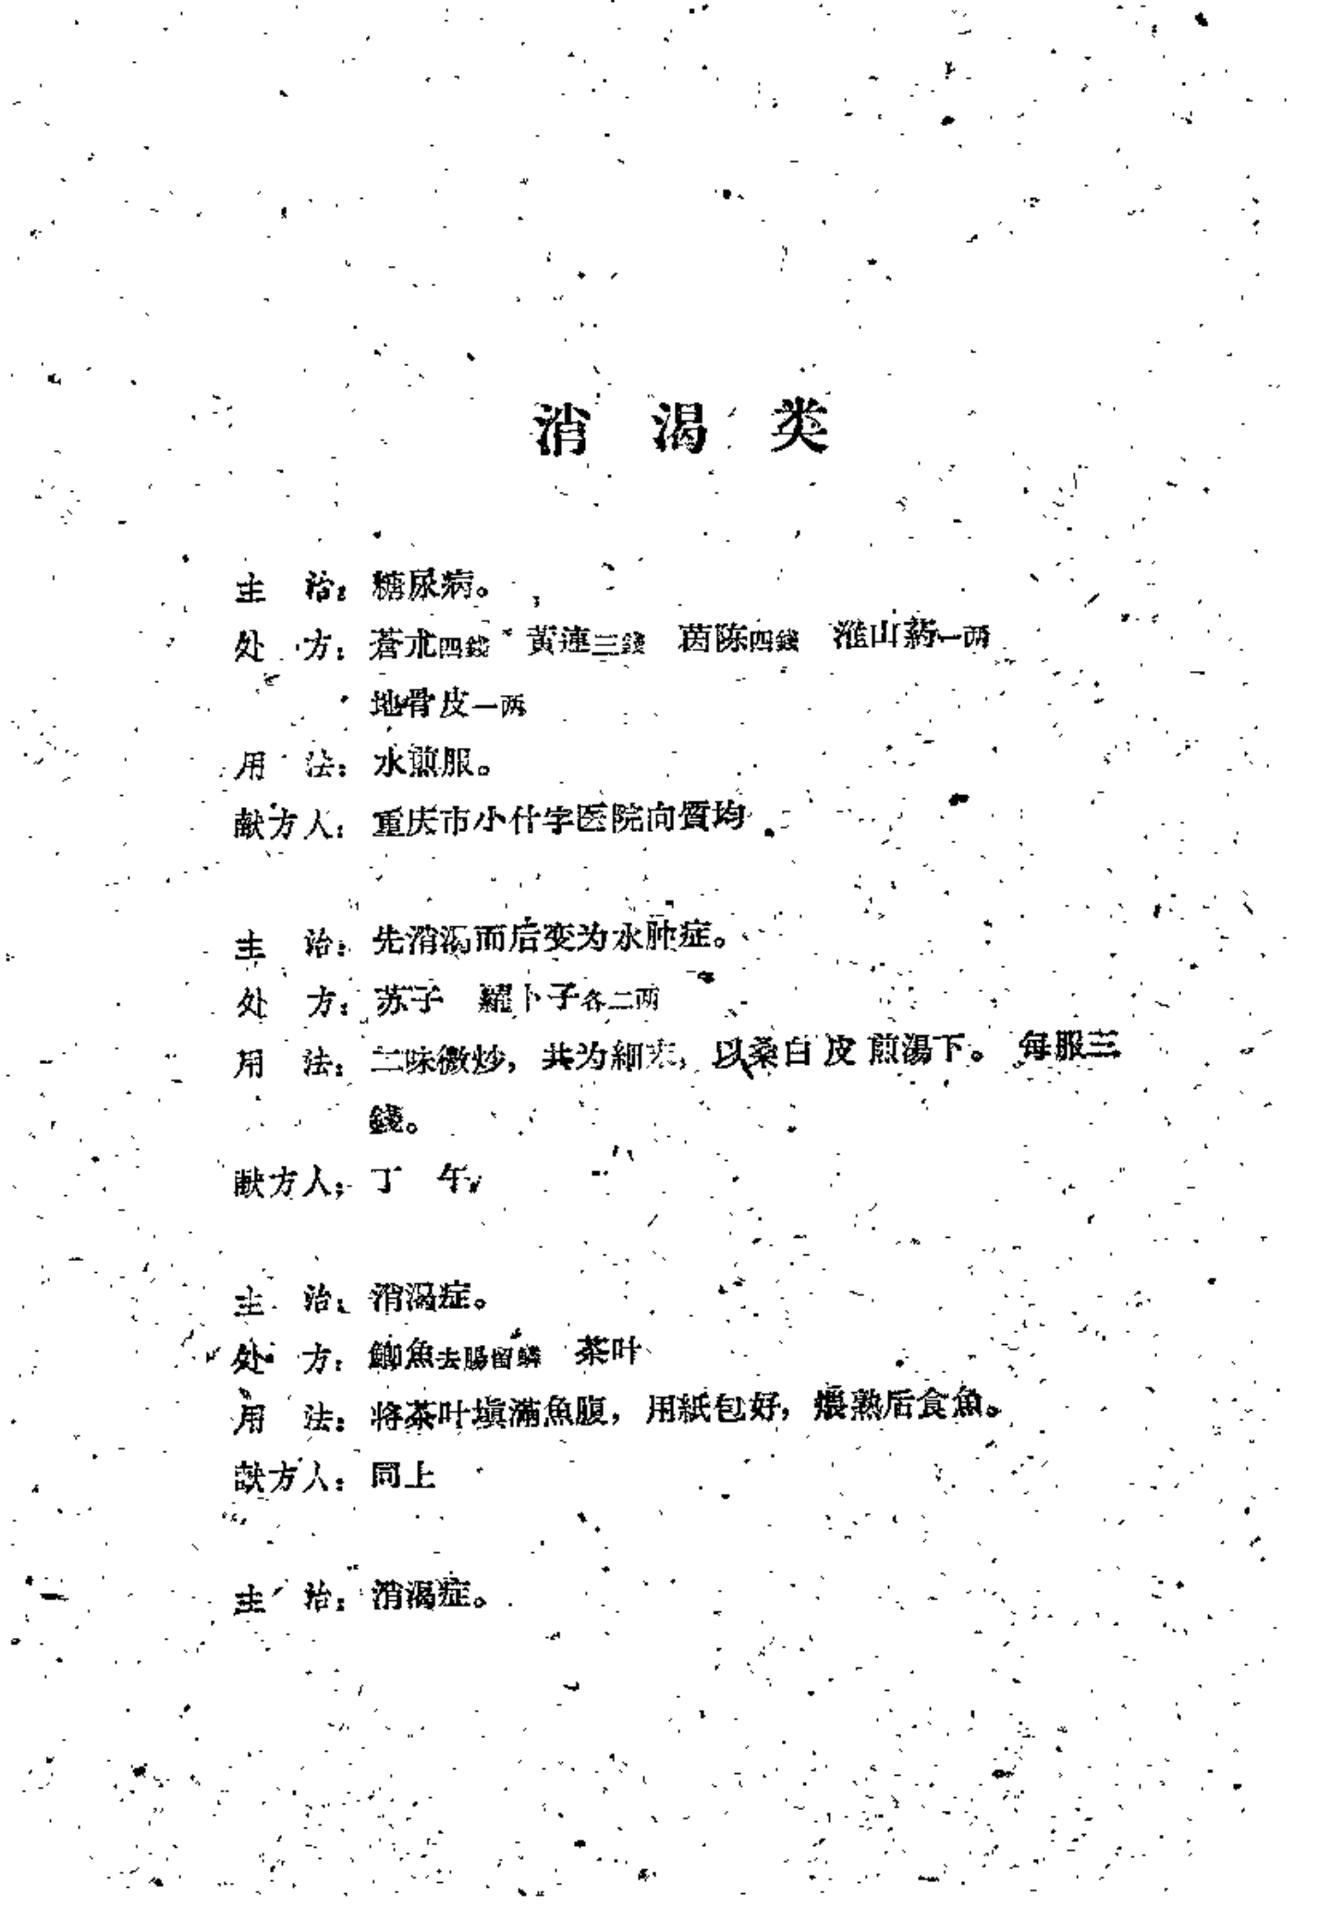 消渴类
主　治：糖尿病。
处　方：蒼朮四錢　黄連三錢　茵陈四錢　淮山葯一两
地骨皮一两
用　法：水煎服。
献方人：重庆市小什字医院向質均
主　治：先消渴而后变为水肿症。
处　方：苏子　蘿卜子各二两
用　法：二味微炒，共为細末，以桑白皮煎湯下。每服三
錢。
献方人：丁　午
主　治：消渴症。
处　方：鯽魚去腸留鱗　茶叶
用　法：将茶叶填滿魚腹，用紙包好，煨熟后食魚。
献方人：同上
主　治：消渴症。